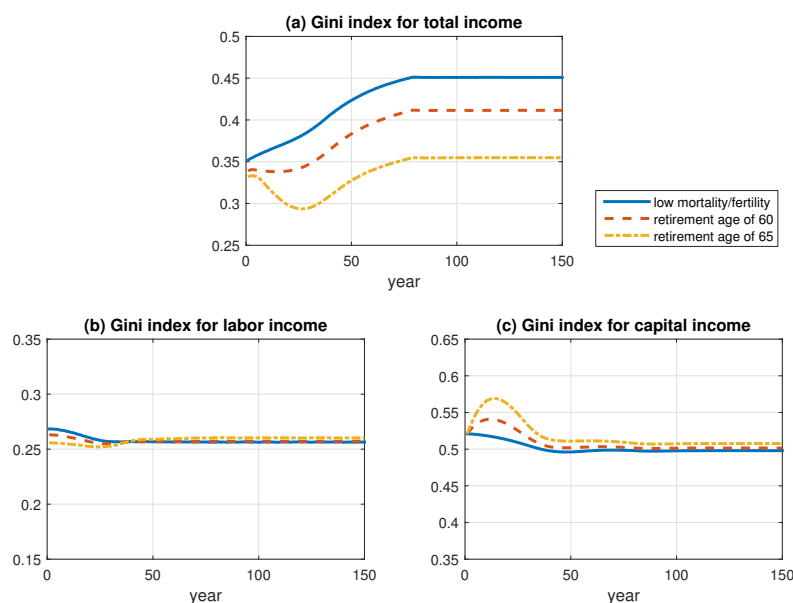 (a) Gini index for total income
0.5
0.45
0.4
0.35
0.3
0.25
0 50 100 150
year
low mortality/fertility
retirement age of 60
retirement age of 65
(b) Gini index for labor income
0.35
0.3
0.25
0.2
0.15
0 50 100 150
year
(c) Gini index for capital income
0.65
0.6
0.55
0.5
0.45
0.4
0.35
0 50 100 150
year